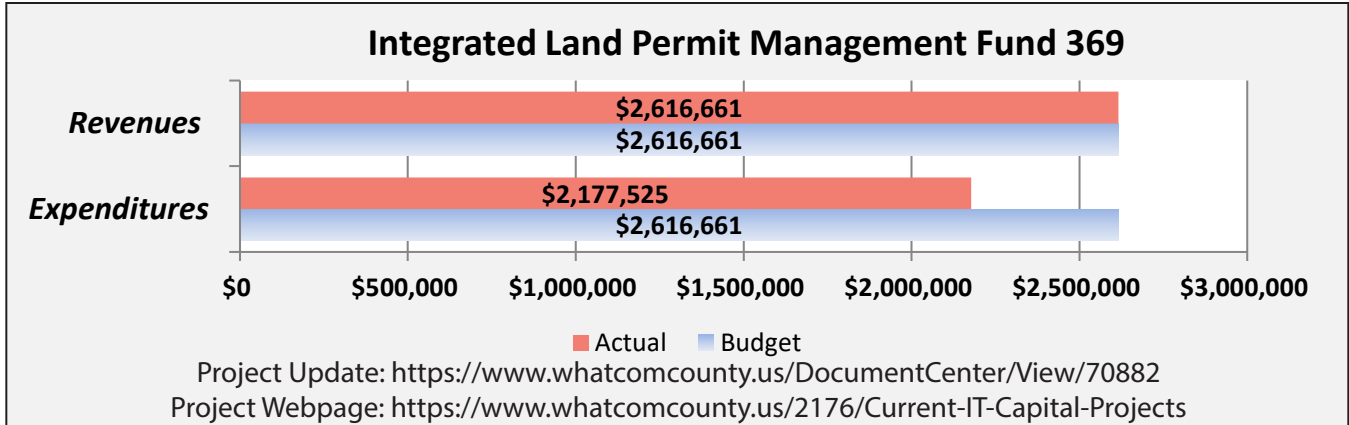 Integrated Land Permit Management Fund 369
Revenues
$2,616,661
$2,616,661
Expenditures
$2,177,525
$2,616,661
$0 $500,000 $1,000,000 $1,500,000 $2,000,000 $2,500,000 $3,000,000
Actual Budget
Project Update: https://www.whatcomcounty.us/DocumentCenter/View/70882
Project Webpage: https://www.whatcomcounty.us/2176/Current-IT-Capital-Projects